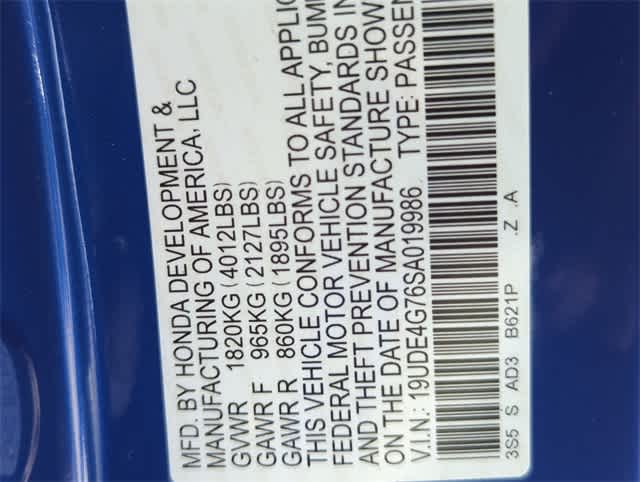 MFD. BY HONDA DEVELOPMENT &
MANUFACTURING OF AMERICA, LLC
GVWR 1820KG (4012LBS)
GAWR F 965KG (2127LBS)
GAWR R 860KG (1895LBS)
THIS VEHICLE CONFORMS TO ALL APPLIC
FEDERAL MOTOR VEHICLE SAFETY, BUMP
AND THEFT PREVENTION STANDARDS IN
ON THE DATE OF MANUFACTURE SHOW
V.I.N.: 19UDE4G76SA019986 TYPE: PASSEN
3S5 S AD3 B621P .Z .A